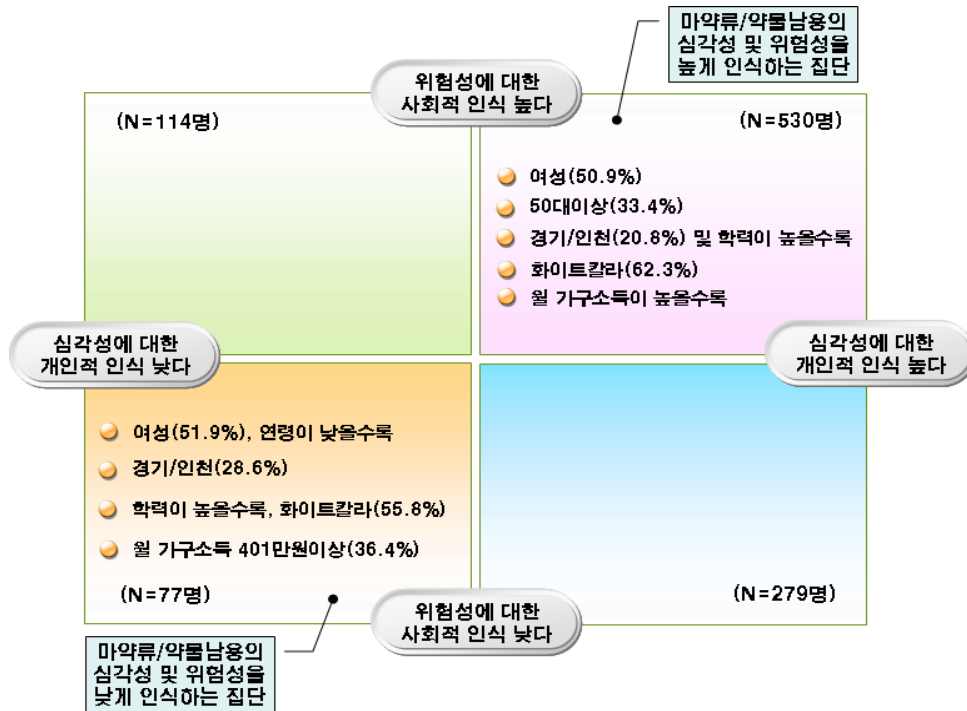 마약류/약물남용의
심각성 및 위험성을
높게 인식하는 집단
위험성에 대한
사회적 인식 높다
(N=114명)
(N=530명)
여성(50.9%)
50대이상(33.4%)
경기/인천(20.8%) 및 학력이 높을수록
화이트칼라(62.3%)
월 가구소득이 높을수록
심각성에 대한
개인적 인식 낮다
심각성에 대한
개인적 인식 높다
여성(51.9%), 연령이 낮을수록
경기/인천(28.6%)
학력이 높을수록, 화이트칼라(55.8%)
월 가구소득 401만원이상(36.4%)
(N=77명)
(N=279명)
위험성에 대한
사회적 인식 낮다
마약류/약물남용의
심각성 및 위험성을
낮게 인식하는 집단